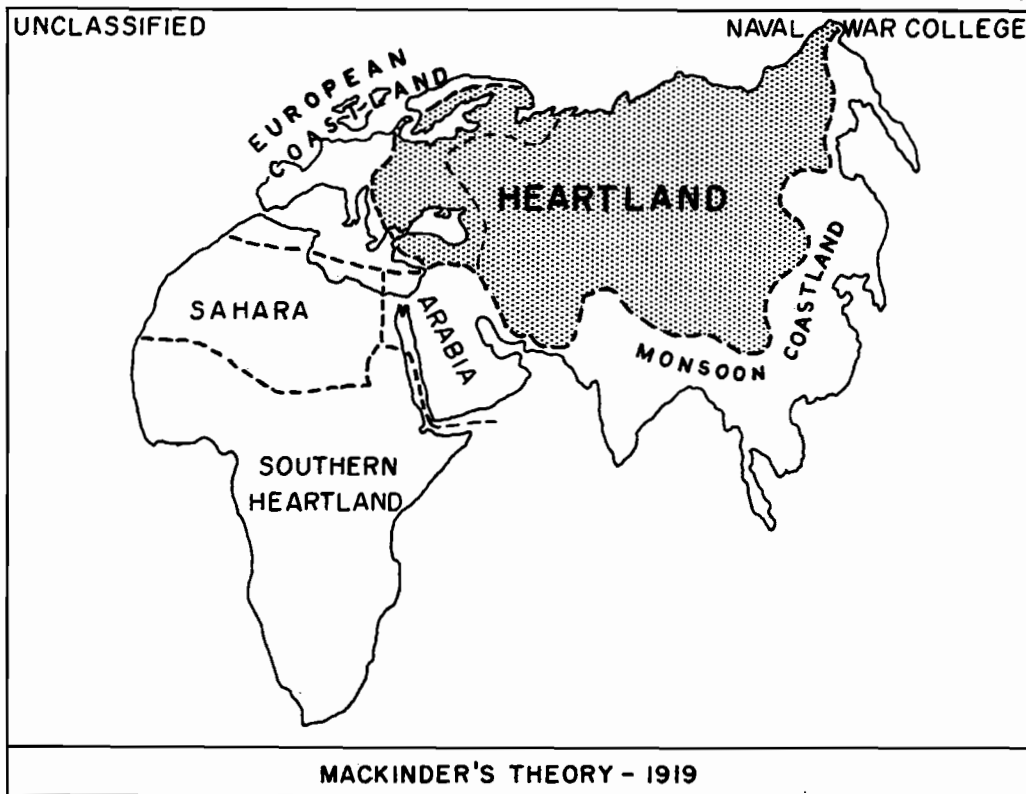 UNCLASSIFIED
NAVAL WAR COLLEGE
EUROPEAN
COASTLAND
HEARTLAND
SAHARA
ARABIA
MONSOON
COASTLAND
SOUTHERN
HEARTLAND
MACKINDER'S THEORY - 1919